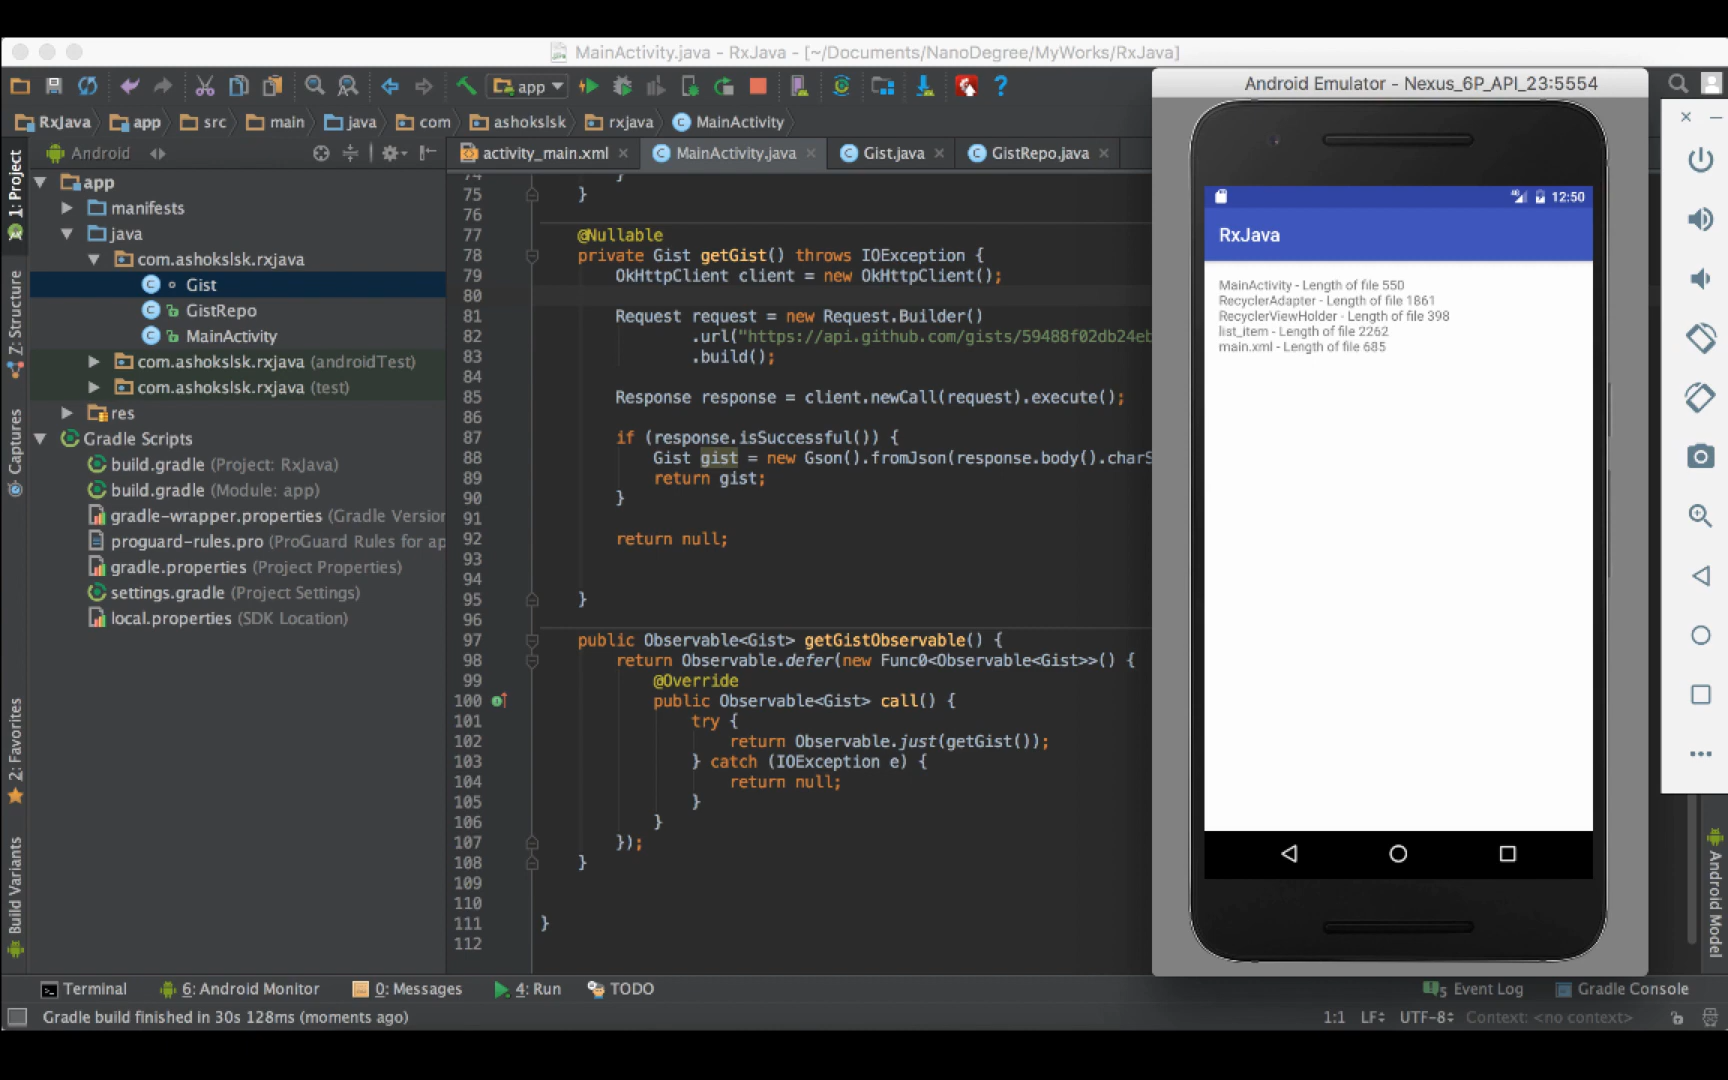 MainActivity.java - RxJava - [~/Documents/NanoDegree/MyWorks/RxJava]
app
RxJava
app
src
main
java
com
ashokslsk
rxjava
MainActivity
Android
activity_main.xml
MainActivity.java
Gist.java
GistRepo.java
1: Project
Z: Structure
Captures
2: Favorites
Build Variants
app
manifests
java
com.ashokslsk.rxjava
Gist
GistRepo
MainActivity
com.ashokslsk.rxjava (androidTest)
com.ashokslsk.rxjava (test)
res
Gradle Scripts
build.gradle (Project: RxJava)
build.gradle (Module: app)
gradle-wrapper.properties (Gradle Version
proguard-rules.pro (ProGuard Rules for ap
gradle.properties (Project Properties)
settings.gradle (Project Settings)
local.properties (SDK Location)
74 }
75 }
76
77 @Nullable
78 private Gist getGist() throws IOException {
79 OkHttpClient client = new OkHttpClient();
80
81 Request request = new Request.Builder()
82 .url("https://api.github.com/gists/59488f02db24eb
83 .build();
84
85 Response response = client.newCall(request).execute();
86
87 if (response.isSuccessful()) {
88 Gist gist = new Gson().fromJson(response.body().charS
89 return gist;
90 }
91
92 return null;
93
94
95 }
96
97 public Observable<Gist> getGistObservable() {
98 return Observable.defer(new Func0<Observable<Gist>>() {
99 @Override
100 public Observable<Gist> call() {
101 try {
102 return Observable.just(getGist());
103 } catch (IOException e) {
104 return null;
105 }
106 }
107 });
108 }
109
110
111 }
112
Android Emulator - Nexus_6P_API_23:5554
12:50
RxJava
MainActivity - Length of file 550
RecyclerAdapter - Length of file 1861
RecyclerViewHolder - Length of file 398
list_item - Length of file 2262
main.xml - Length of file 685
Android Model
Terminal
6: Android Monitor
0: Messages
4: Run
TODO
5 Event Log
Gradle Console
Gradle build finished in 30s 128ms (moments ago)
1:1
LF
UTF-8
Context: <no context>